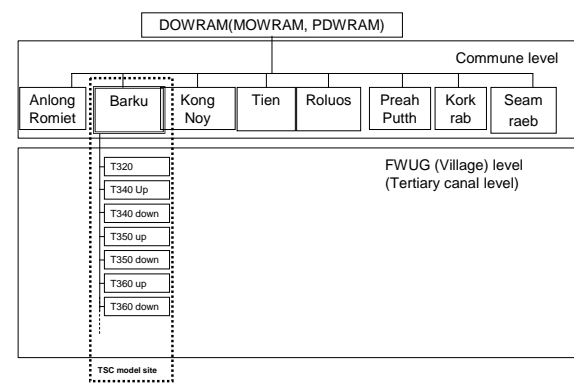 DOWRAM(MOWRAM, PDWRAM)
Commune level
Anlong
Romiet
Barku
Kong
Noy
Tien
Roluos
Preah
Putth
Kork
rab
Seam
raeb
FWUG (Village) level
(Tertiary canal level)
T320
T340 Up
T340 down
T350 up
T350 down
T360 up
T360 down
TSC model site